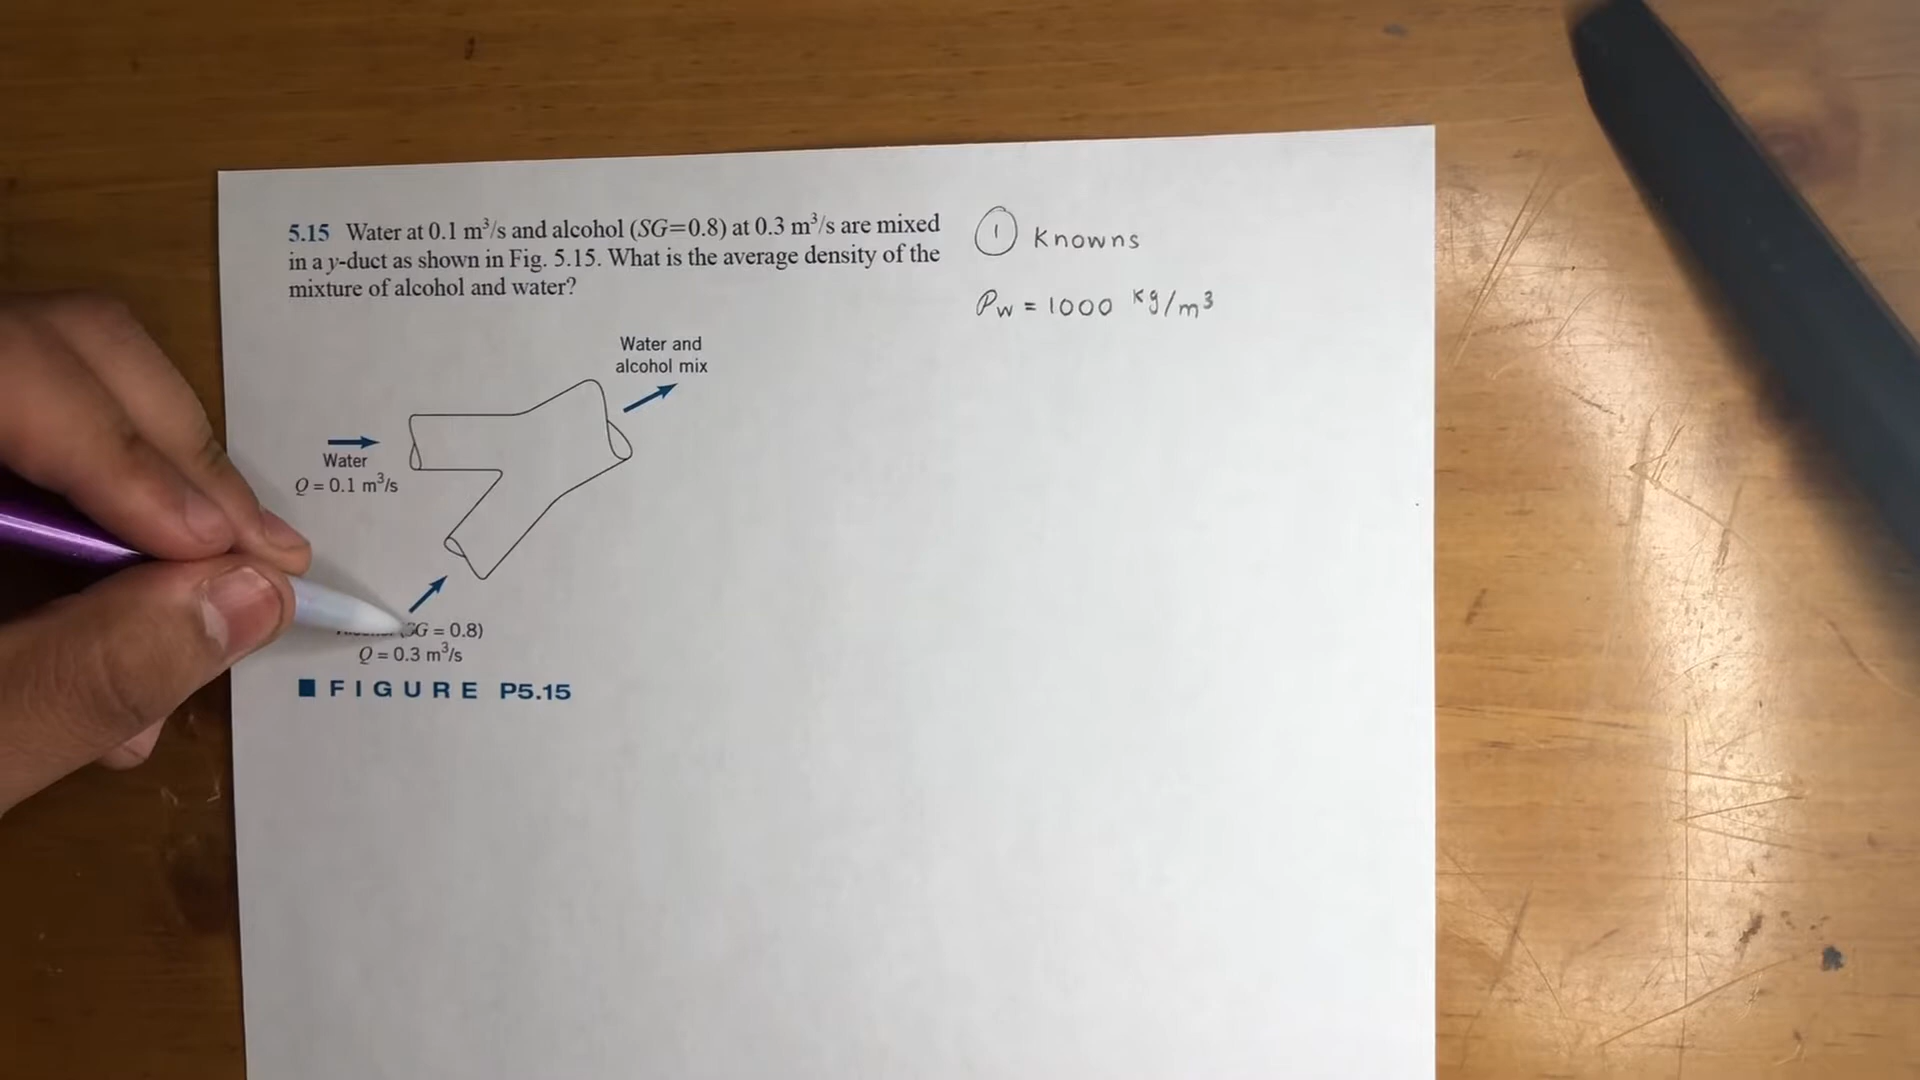 5.15 Water at 0.1 m³/s and alcohol (SG=0.8) at 0.3 m³/s are mixed
in a y-duct as shown in Fig. 5.15. What is the average density of the
mixture of alcohol and water?
① Knowns
ρw = 1000 kg/m³
Water and
alcohol mix
Water
Q = 0.1 m³/s
(SG = 0.8)
Q = 0.3 m³/s
■ FIGURE P5.15